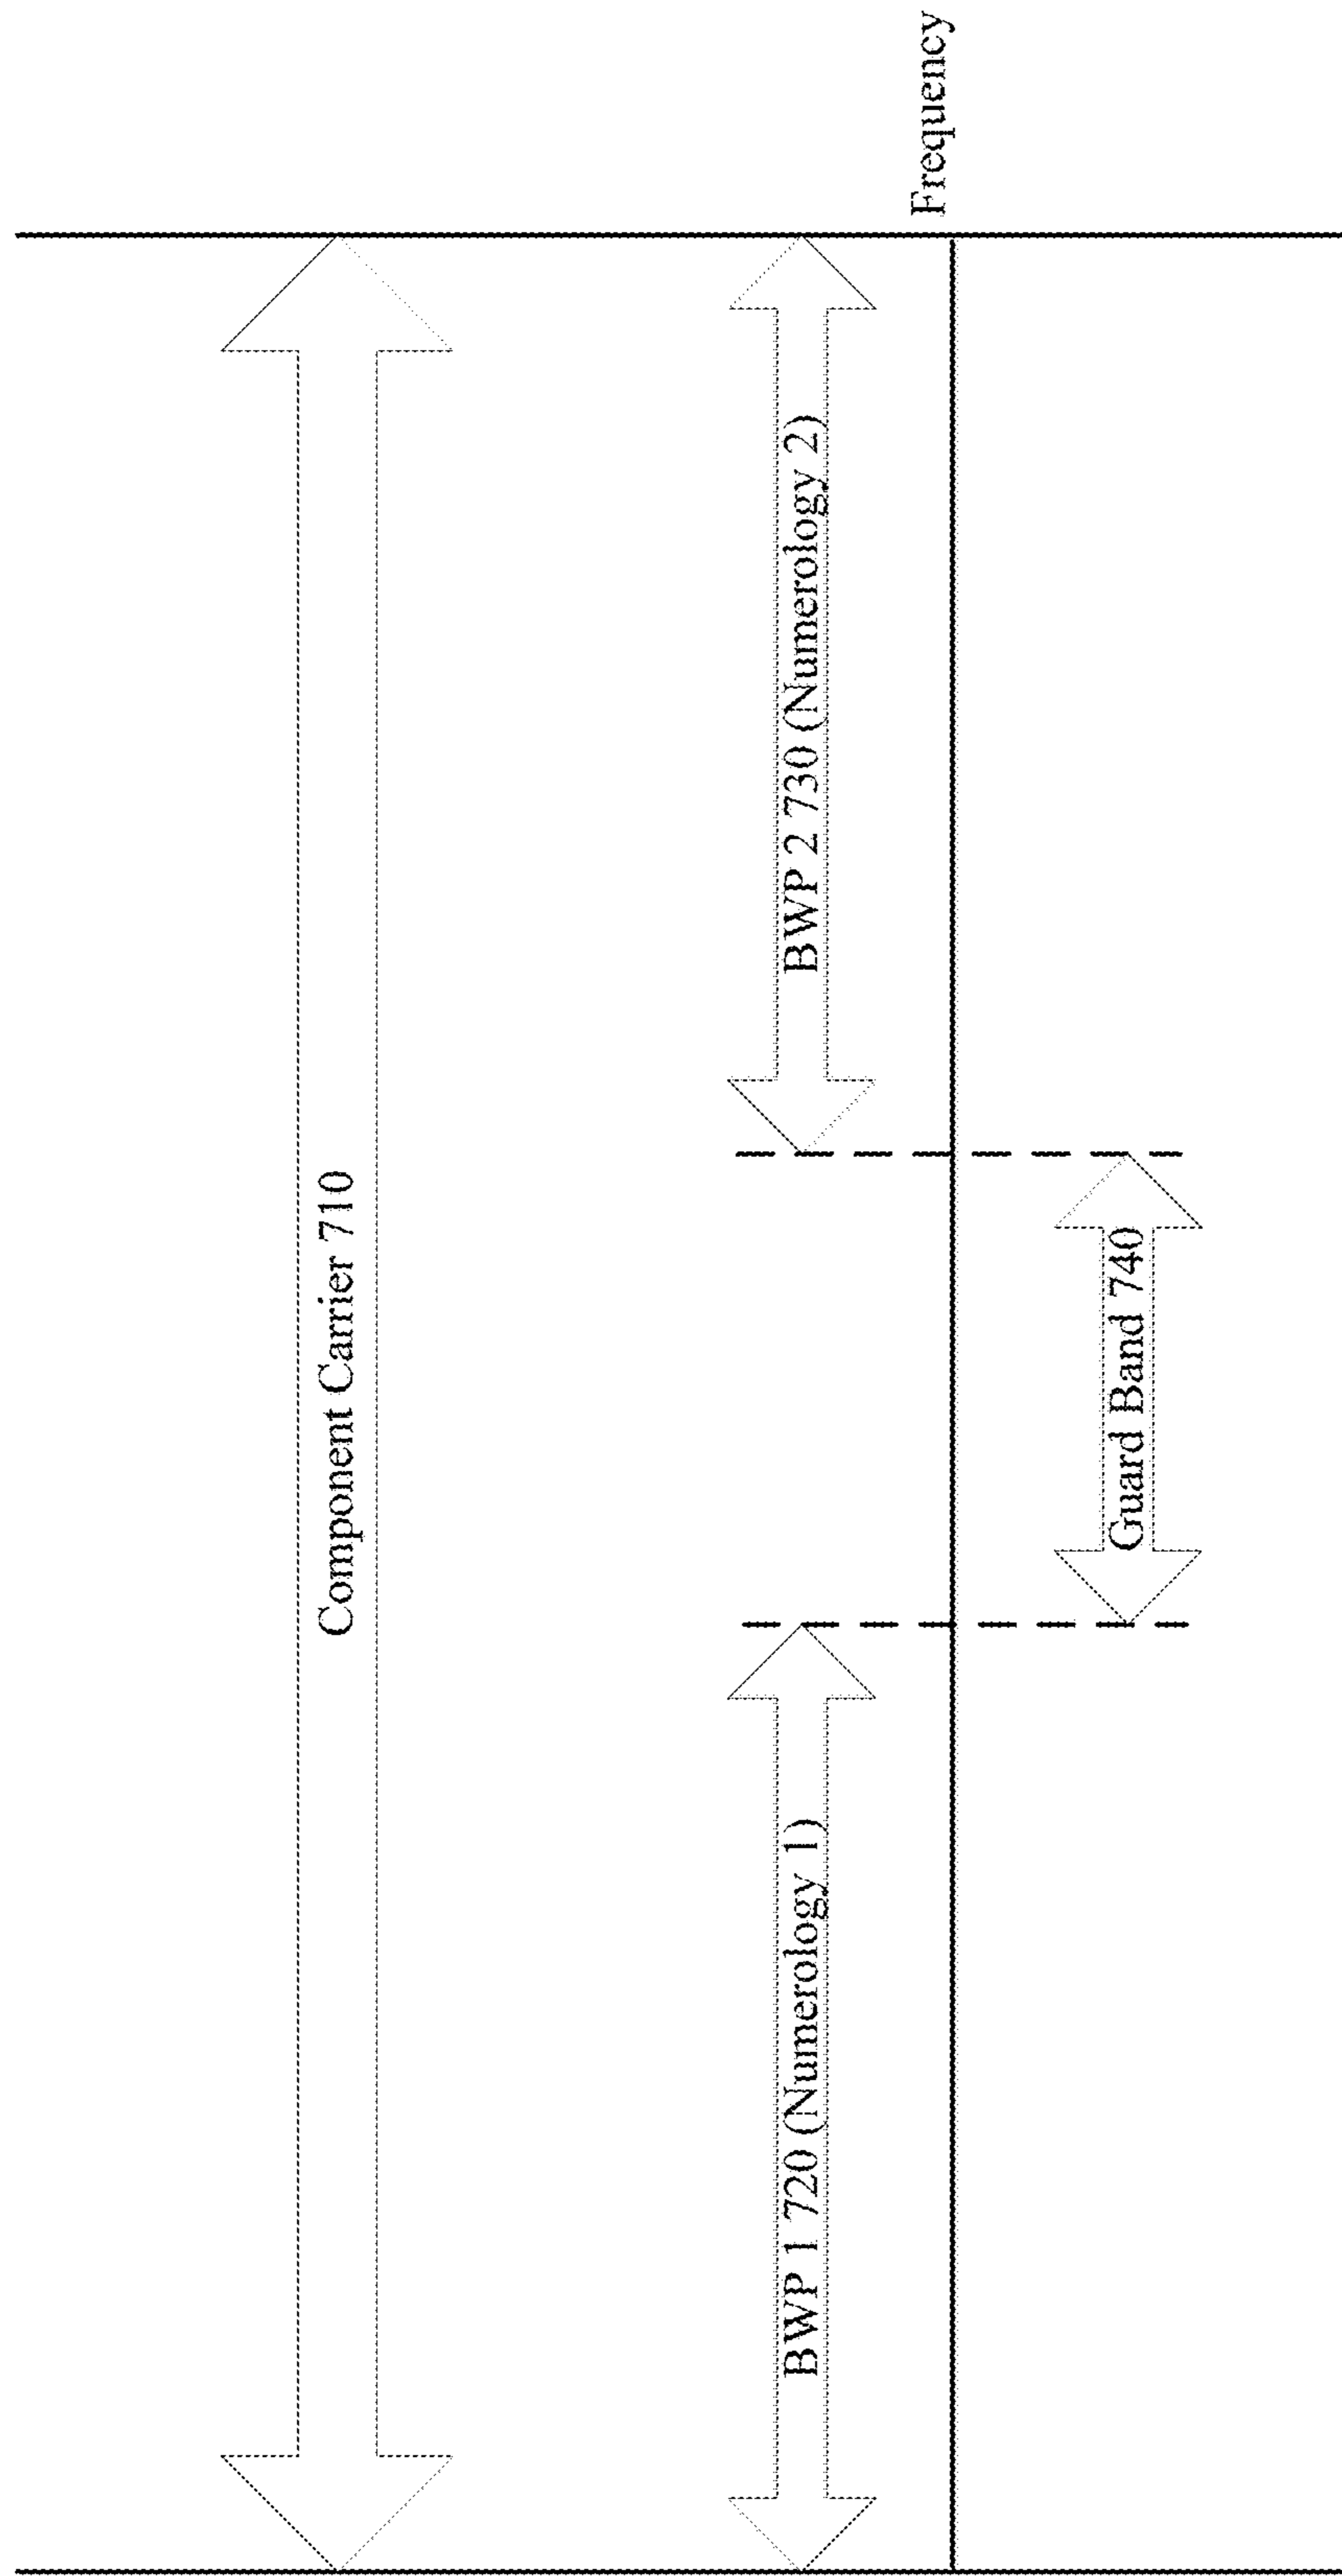 Component Carrier 710
BWP 1 720 (Numerology 1)
BWP 2 730 (Numerology 2)
Frequency
Guard Band 740